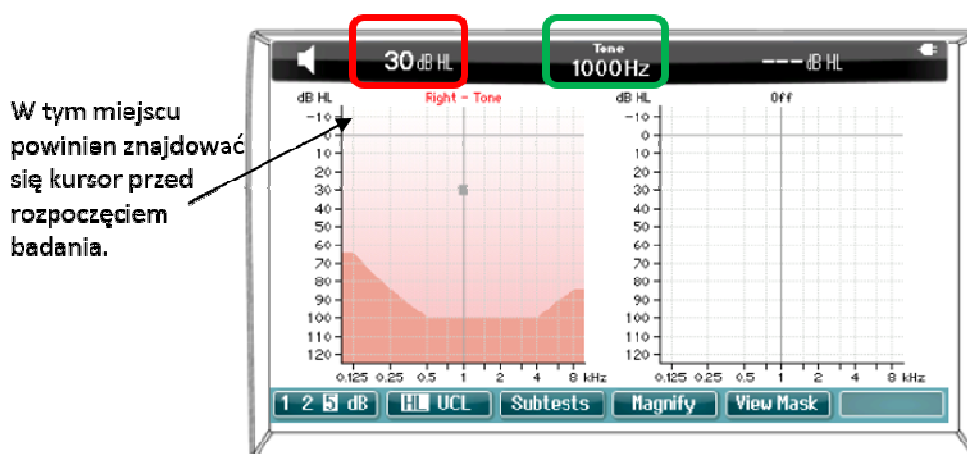 30 dB HL
Tone
1000Hz
--- dB HL
W tym miejscu
powinien znajdować
się kursor przed
rozpoczęciem
badania.
dB HL
Right - Tone
-10
0
10
20
30
40
50
60
70
80
90
100
110
120
0.125 0.25 0.5 1 2 4 8 kHz
dB HL
Off
-10
0
10
20
30
40
50
60
70
80
90
100
110
120
0.125 0.25 0.5 1 2 4 8 kHz
1 2 5 dB
HL UCL
Subtests
Magnify
View Mask